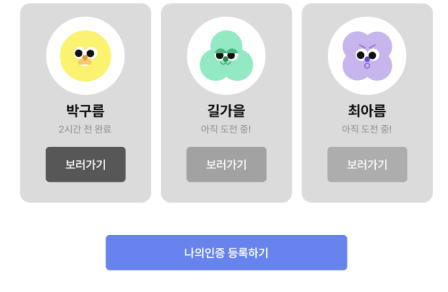 박구름 길가을 최아름
2시간 전 완료 아직 도전 중! 아직 도전 중!
보러가기 보러가기 보러가기
나의인증 등록하기